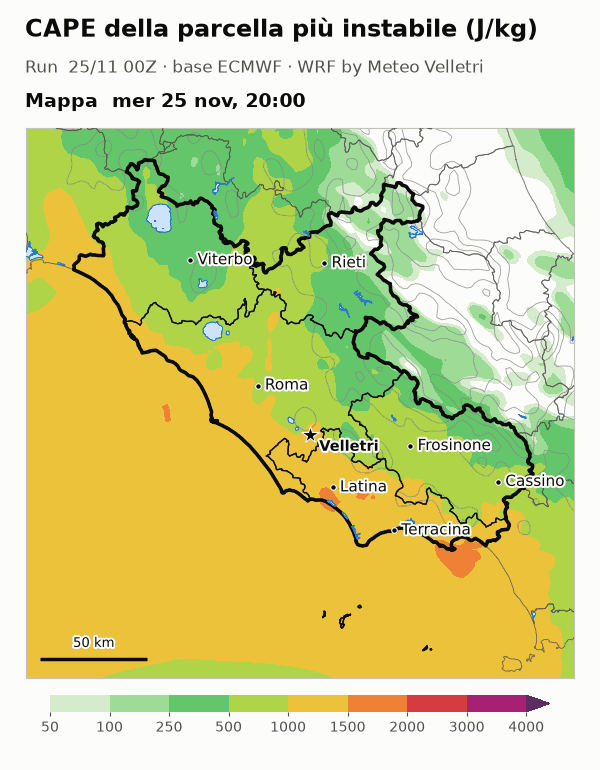 CAPE della parcella più instabile (J/kg)
Run  25/11 00Z · base ECMWF · WRF by Meteo Velletri
Mappa  mer 25 nov, 20:00
Viterbo
Rieti
Roma
Velletri
Frosinone
Latina
Cassino
Terracina
50 km
50 100 250 500 1000 1500 2000 3000 4000